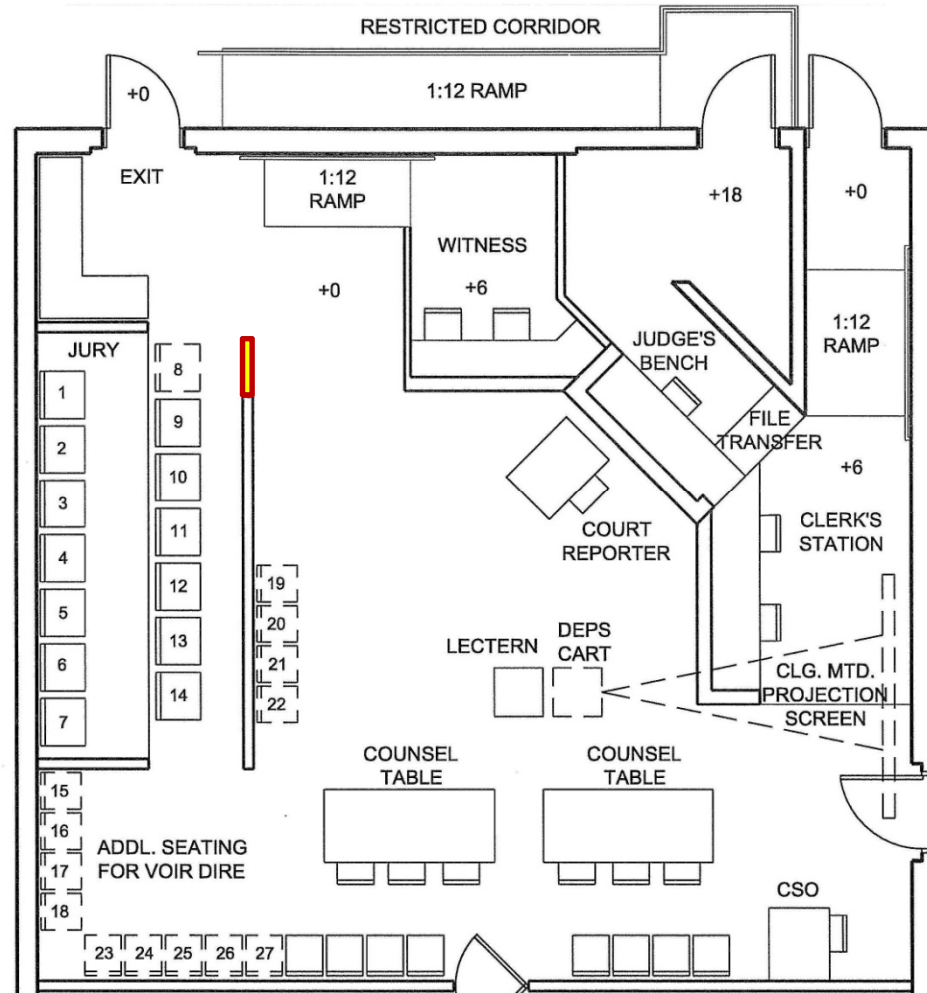 RESTRICTED CORRIDOR
1:12 RAMP
+0
EXIT
1:12
RAMP
+18
+0
WITNESS
+6
+0
JURY
JUDGE'S
BENCH
1:12
RAMP
FILE
TRANSFER
+6
CLERK'S
STATION
COURT
REPORTER
1
2
3
4
5
6
7
8
9
10
11
12
13
14
19
20
21
22
LECTERN
DEPS
CART
CLG. MTD.
PROJECTION
SCREEN
COUNSEL
TABLE
COUNSEL
TABLE
15
16
17
18
ADDL. SEATING
FOR VOIR DIRE
CSO
23 24 25 26 27